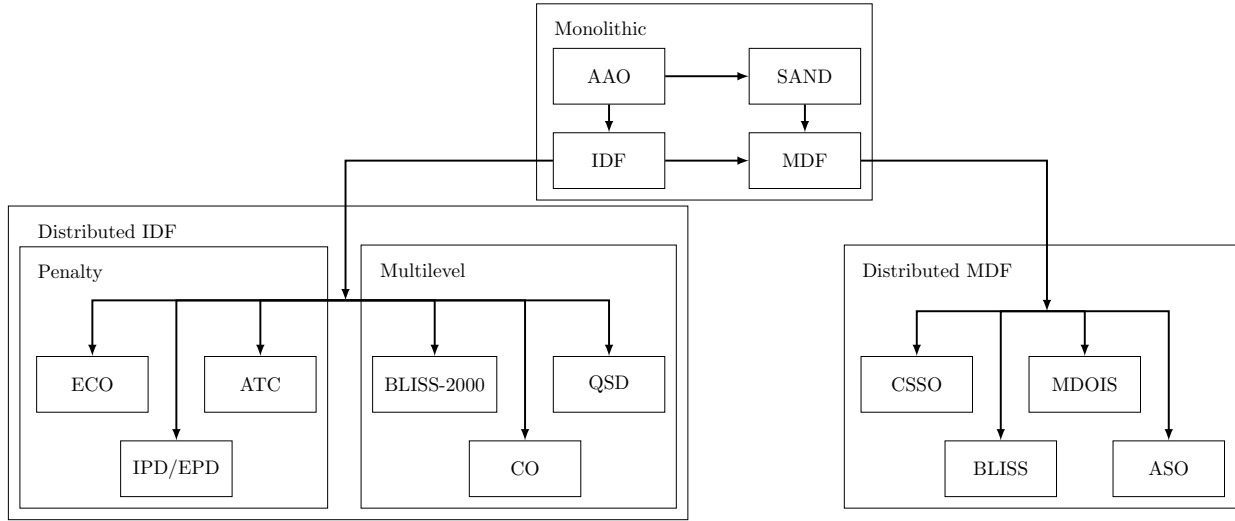 Monolithic
AAO
SAND
IDF
MDF
Distributed IDF
Penalty
ECO
ATC
IPD/EPD
Multilevel
BLISS-2000
QSD
CO
Distributed MDF
CSSO
MDOIS
BLISS
ASO